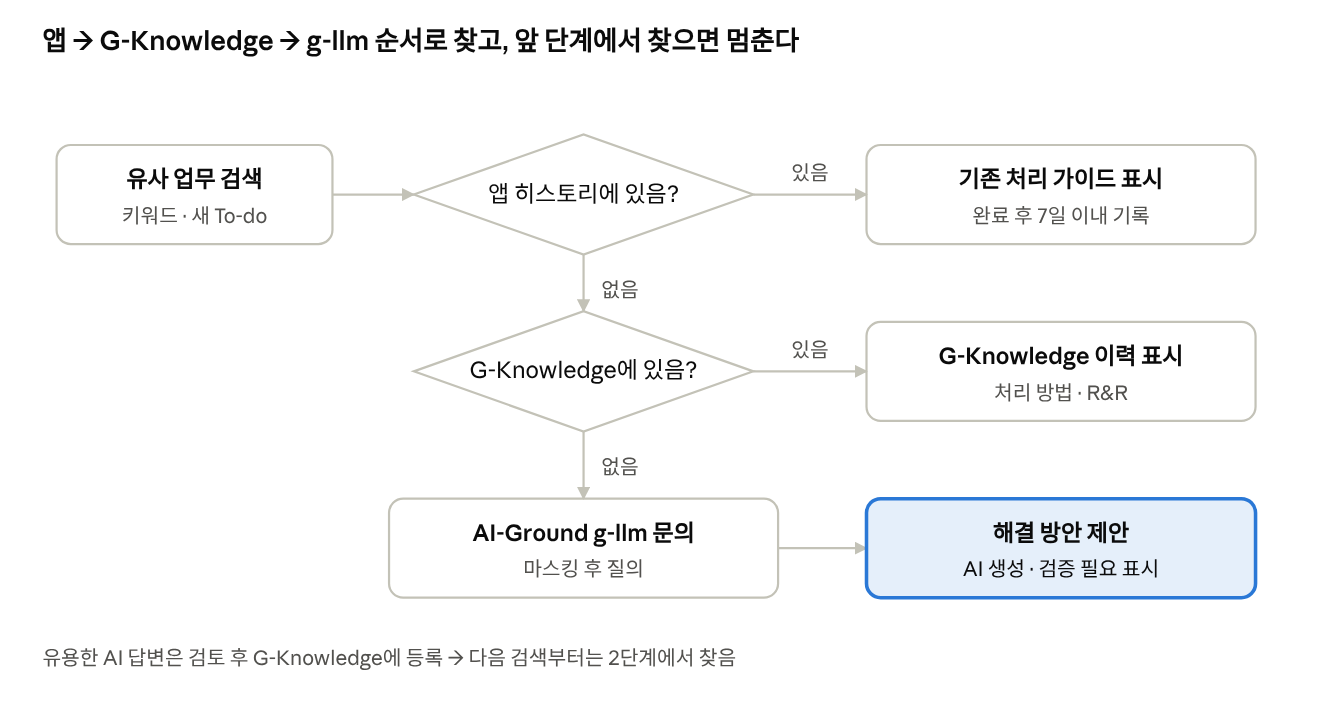 앱 → G-Knowledge → g-llm 순서로 찾고, 앞 단계에서 찾으면 멈춘다
유사 업무 검색
키워드 · 새 To-do
앱 히스토리에 있음?
있음
기존 처리 가이드 표시
완료 후 7일 이내 기록
없음
G-Knowledge에 있음?
있음
G-Knowledge 이력 표시
처리 방법 · R&R
없음
AI-Ground g-llm 문의
마스킹 후 질의
해결 방안 제안
AI 생성 · 검증 필요 표시
유용한 AI 답변은 검토 후 G-Knowledge에 등록 → 다음 검색부터는 2단계에서 찾음